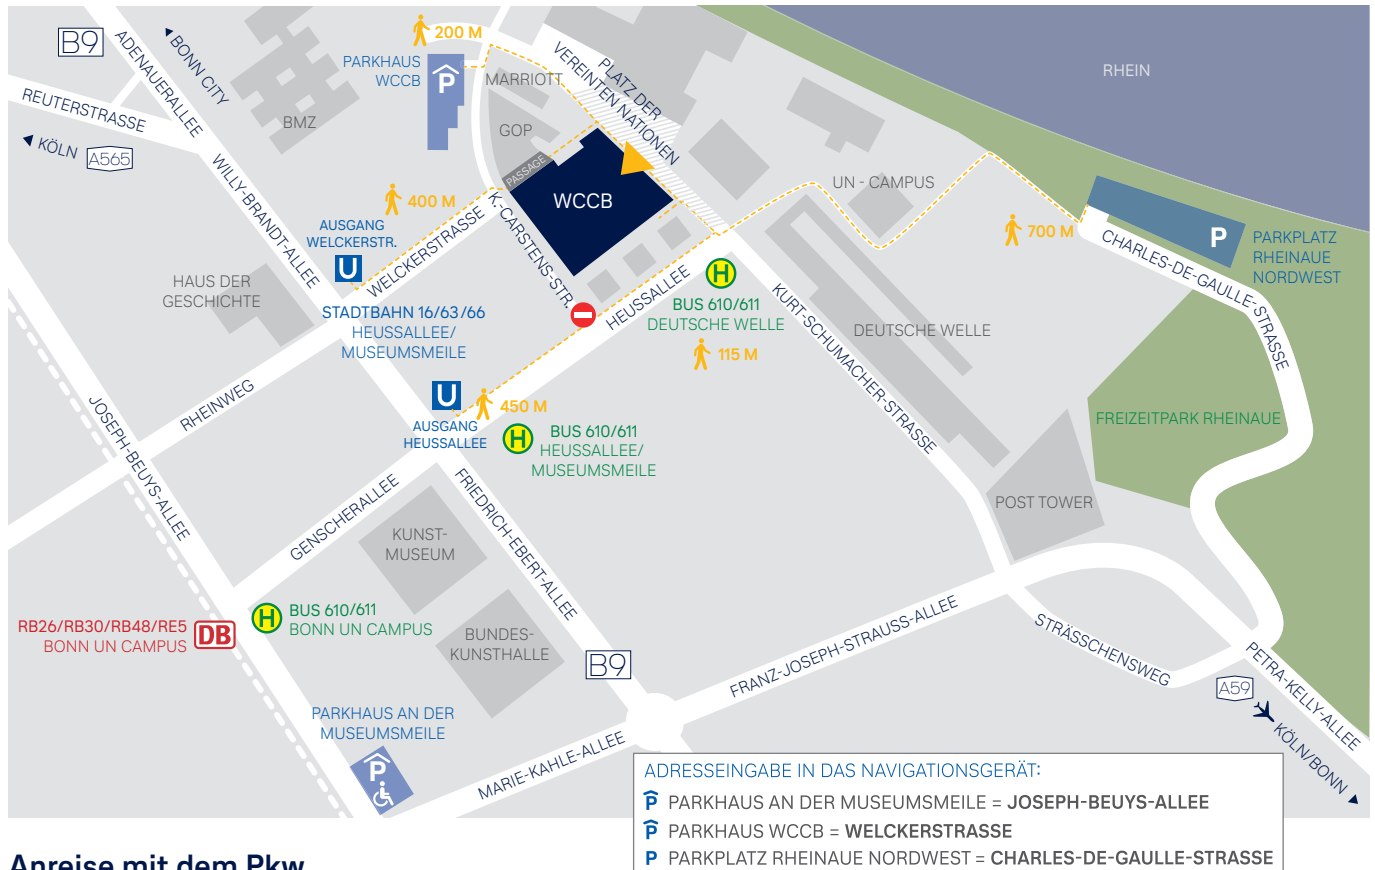 B9
ADENAUERALLEE
BONN CITY
REUTERSTRASSE
KÖLN
A565
BMZ
WILLY-BRANDT-ALLEE
200 M
PARKHAUS
WCCB
P
MARRIOTT
GOP
PASSAGE
WCCB
PLATZ DER
VEREINTEN NATIONEN
RHEIN
UN - CAMPUS
700 M
P
PARKPLATZ
RHEINAUE
NORDWEST
CHARLES-DE-GAULLE-STRASSE
400 M
AUSGANG
WELCKERSTR.
U
WELCKERSTRASSE
K.-CARSTENS-STR.
HAUS DER
GESCHICHTE
STADTBAHN 16/63/66
HEUSSALLEE/
MUSEUMSMEILE
HEUSSALLEE
H
BUS 610/611
DEUTSCHE WELLE
115 M
KURT-SCHUMACHER-STRASSE
DEUTSCHE WELLE
FREIZEITPARK RHEINAUE
POST TOWER
RHEINWEG
JOSEPH-BEUYS-ALLEE
U
450 M
AUSGANG
HEUSSALLEE
H
BUS 610/611
HEUSSALLEE/
MUSEUMSMEILE
GENSCHERALLEE
FRIEDRICH-EBERT-ALLEE
KUNST-
MUSEUM
BUNDES-
KUNSTHALLE
RB26/RB30/RB48/RE5
BONN UN CAMPUS
DB
H
BUS 610/611
BONN UN CAMPUS
B9
FRANZ-JOSEPH-STRAUSS-ALLEE
STRÄSSCHENSWEG
PETRA-KELLY-ALLEE
A59
KÖLN/BONN
PARKHAUS AN DER
MUSEUMSMEILE
P
MARIE-KAHLE-ALLEE
ADRESSEINGABE IN DAS NAVIGATIONSGERÄT:
P PARKHAUS AN DER MUSEUMSMEILE = JOSEPH-BEUYS-ALLEE
P PARKHAUS WCCB = WELCKERSTRASSE
P PARKPLATZ RHEINAUE NORDWEST = CHARLES-DE-GAULLE-STRASSE
Anreise mit dem Pkw